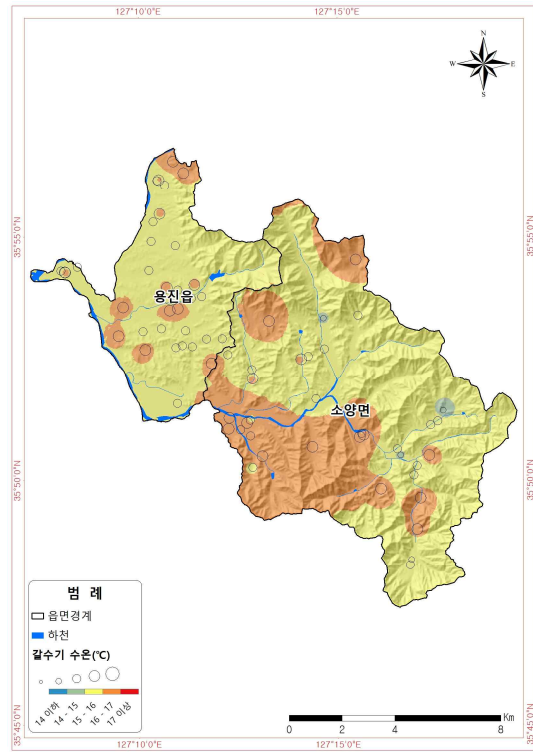 127°10'0"E 127°15'0"E
N
W E
S
35°55'0"N 35°55'0"N
용진읍
소양면
35°50'0"N 35°50'0"N
범 례
읍면경계
하천
갈수기 수온(℃)
14 이하 14 - 15 15 - 16 16 - 17 17 이상
35°45'0"N 35°45'0"N
0 2 4 8 Km
127°10'0"E 127°15'0"E